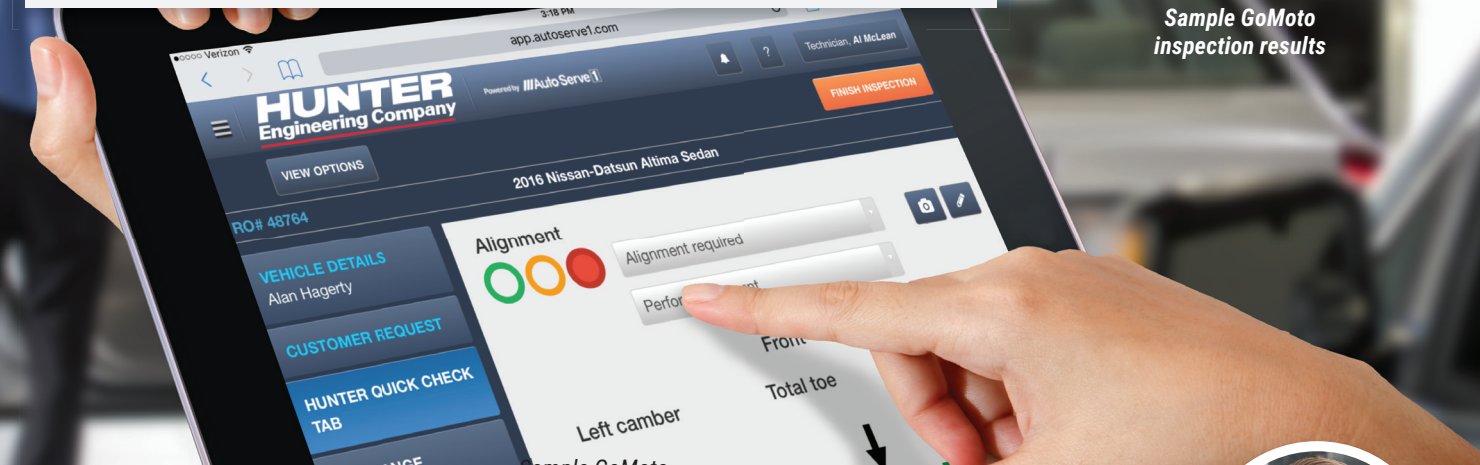 Sample GoMoto
inspection results
Verizon 3:18 PM
app.autoserve1.com
HUNTER
Engineering Company
Powered by AutoServe1
?
Technician, Al McLean
FINISH INSPECTION
VIEW OPTIONS
2016 Nissan-Datsun Altima Sedan
RO# 48764
VEHICLE DETAILS
Alan Hagerty
Alignment
Alignment required
CUSTOMER REQUEST
Front
HUNTER QUICK CHECK
TAB
Total toe
Left camber
Sample GoMoto